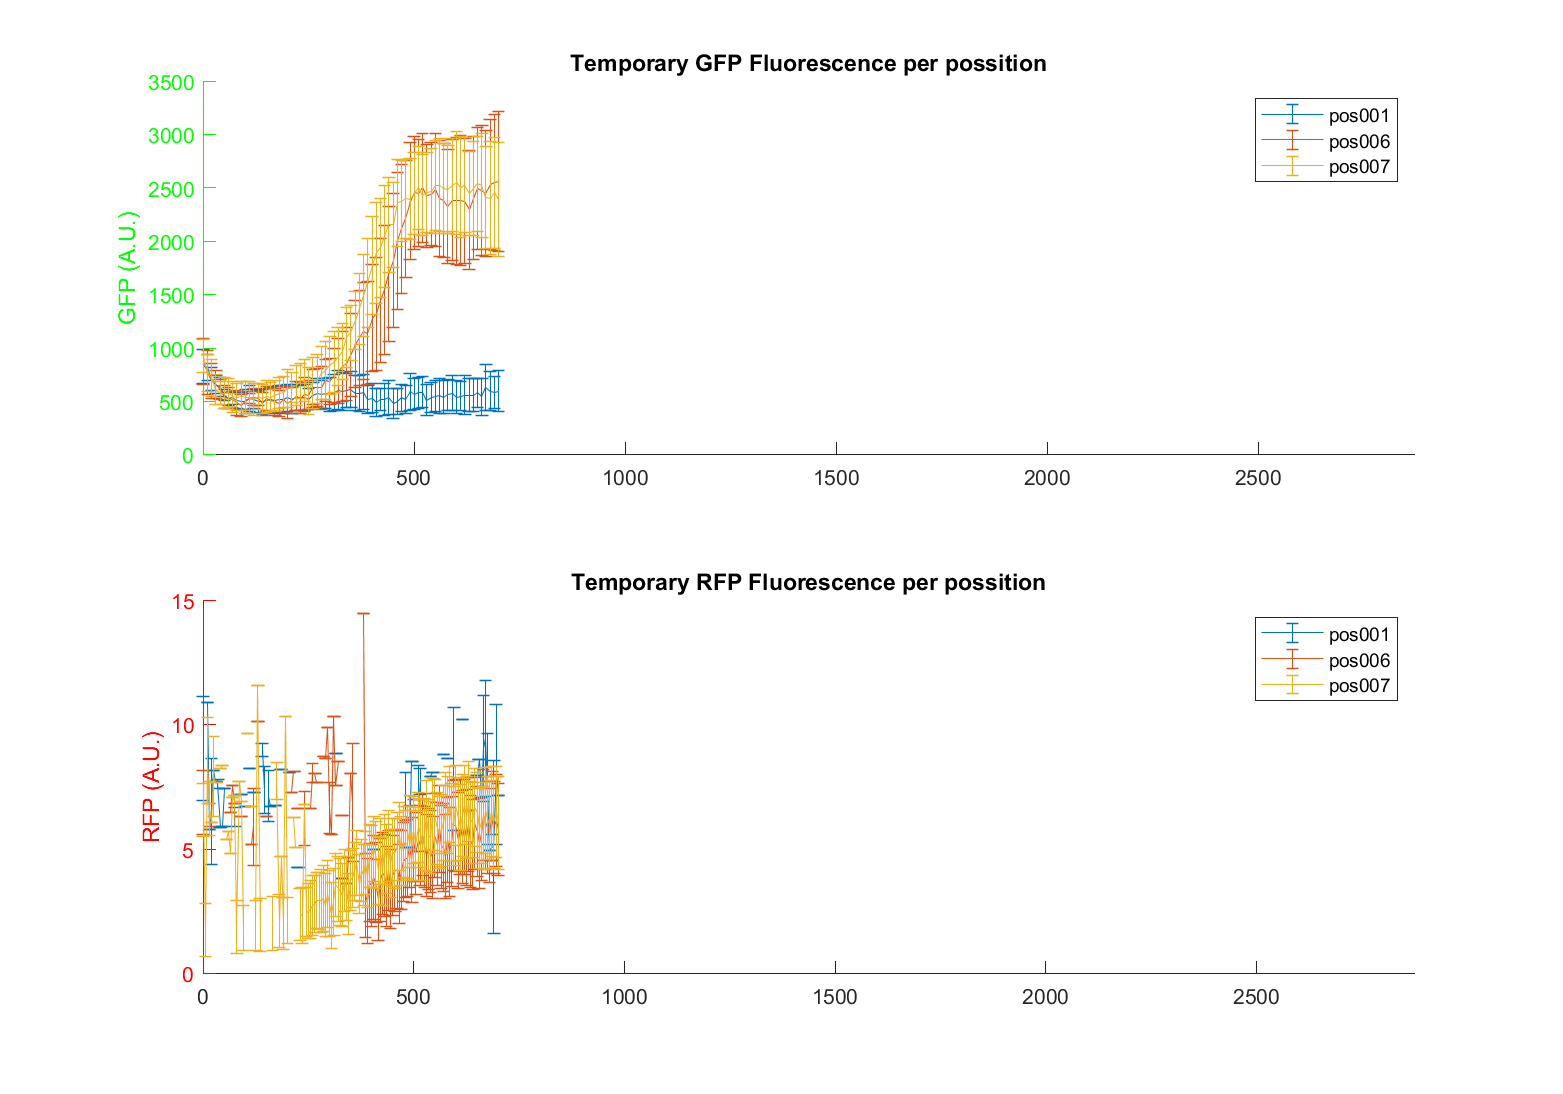 Temporary GFP Fluorescence per possition
3500
3000
2500
2000
1500
1000
500
0
GFP (A.U.)
0 500 1000 1500 2000 2500
pos001
pos006
pos007
Temporary RFP Fluorescence per possition
15
10
5
0
RFP (A.U.)
0 500 1000 1500 2000 2500
pos001
pos006
pos007